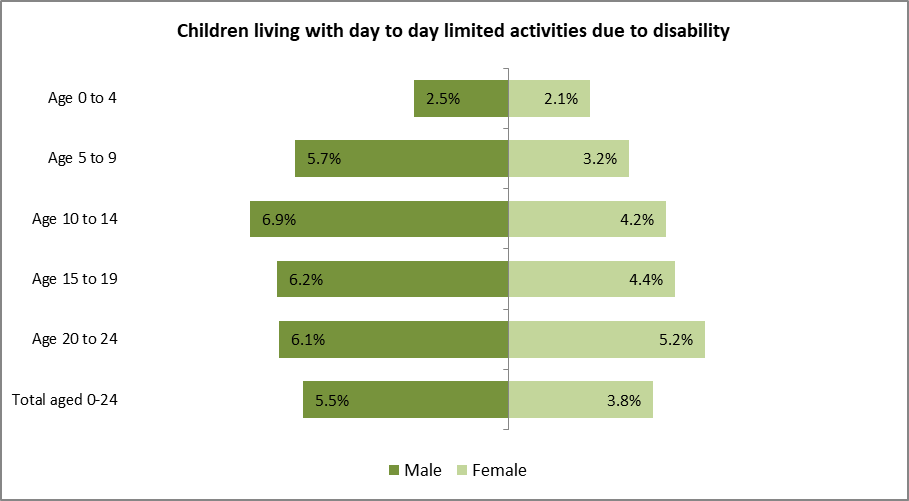 Children living with day to day limited activities due to disability
Age 0 to 4 2.5% 2.1%
Age 5 to 9 5.7% 3.2%
Age 10 to 14 6.9% 4.2%
Age 15 to 19 6.2% 4.4%
Age 20 to 24 6.1% 5.2%
Total aged 0-24 5.5% 3.8%
Male Female